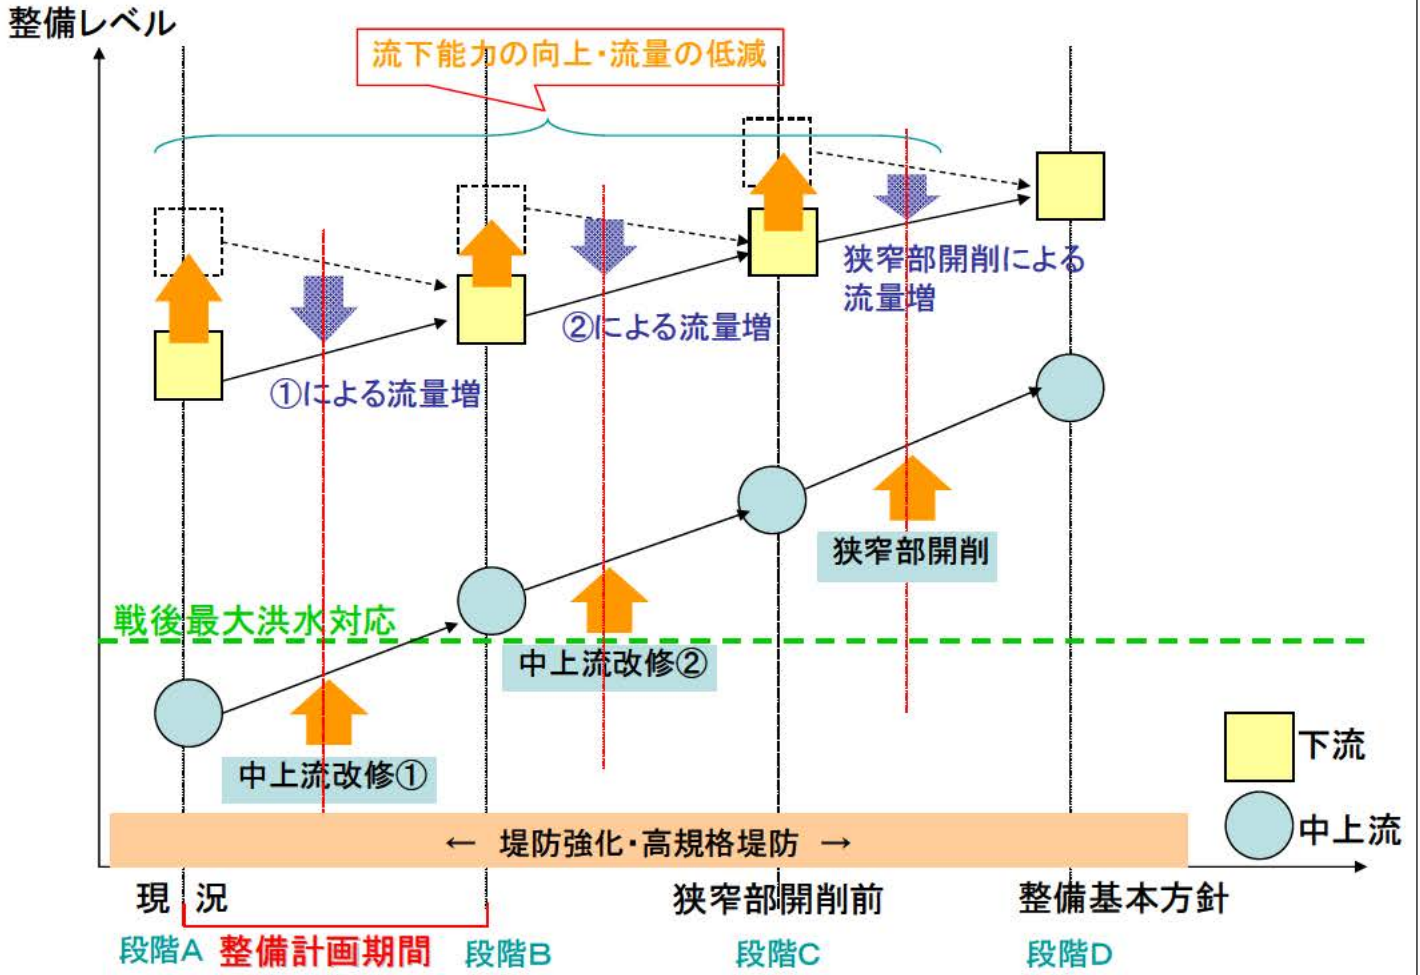 整備レベル
流下能力の向上・流量の低減
狭窄部開削による
流量増
②による流量増
①による流量増
狭窄部開削
戦後最大洪水対応
中上流改修②
中上流改修①
下流
中上流
← 堤防強化・高規格堤防 →
現 況
狭窄部開削前
整備基本方針
段階A
整備計画期間
段階B
段階C
段階D